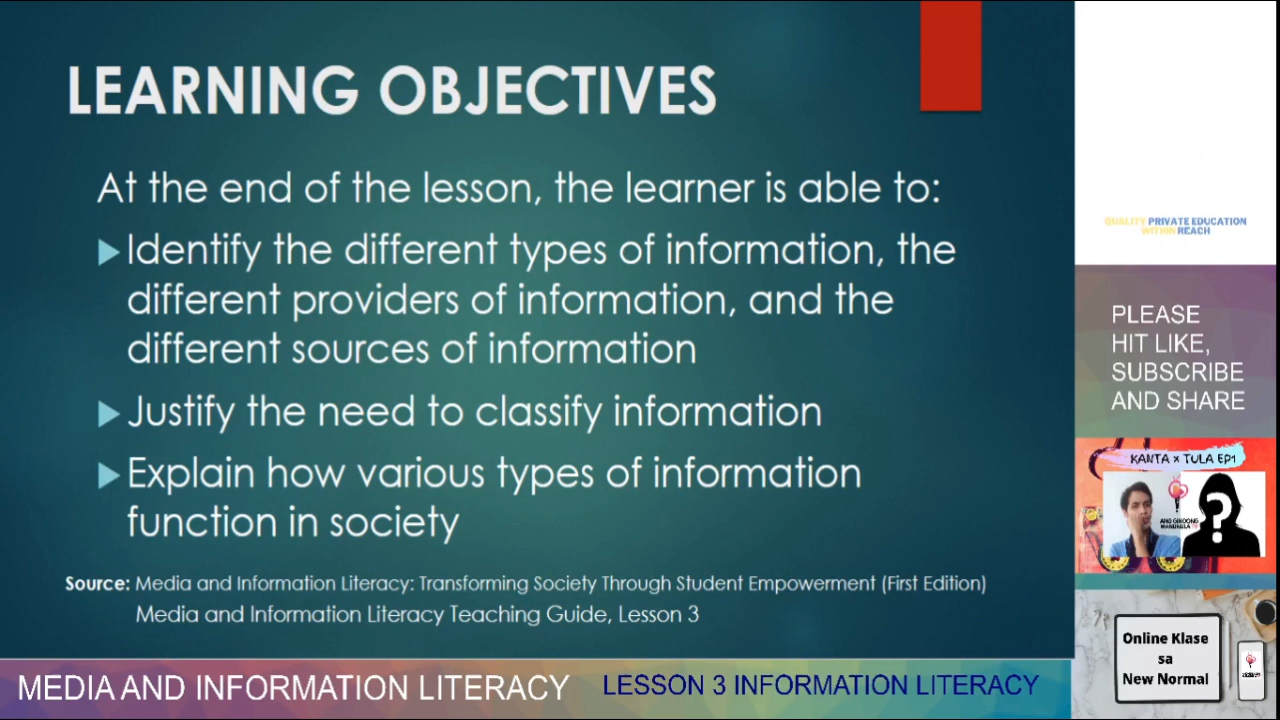 LEARNING OBJECTIVES
At the end of the lesson, the learner is able to:
Identify the different types of information, the
different providers of information, and the
different sources of information
Justify the need to classify information
Explain how various types of information
function in society
Source: Media and Information Literacy: Transforming Society Through Student Empowerment (First Edition)
Media and Information Literacy Teaching Guide, Lesson 3
MEDIA AND INFORMATION LITERACY
LESSON 3 INFORMATION LITERACY
QUALITY PRIVATE EDUCATION
WITHIN REACH
PLEASE
HIT LIKE,
SUBSCRIBE
AND SHARE
KANTA x TULA EP1
?
Online Klase
sa
New Normal